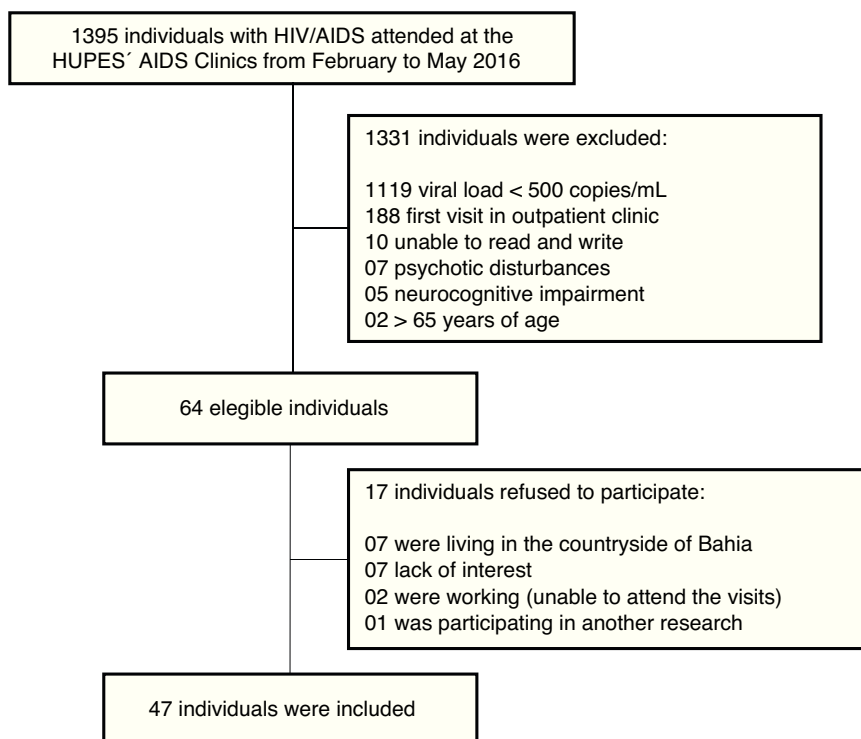 1395 individuals with HIV/AIDS attended at the
HUPES´ AIDS Clinics from February to May 2016
1331 individuals were excluded:
1119 viral load < 500 copies/mL
188 first visit in outpatient clinic
10 unable to read and write
07 psychotic disturbances
05 neurocognitive impairment
02 > 65 years of age
64 elegible individuals
17 individuals refused to participate:
07 were living in the countryside of Bahia
07 lack of interest
02 were working (unable to attend the visits)
01 was participating in another research
47 individuals were included